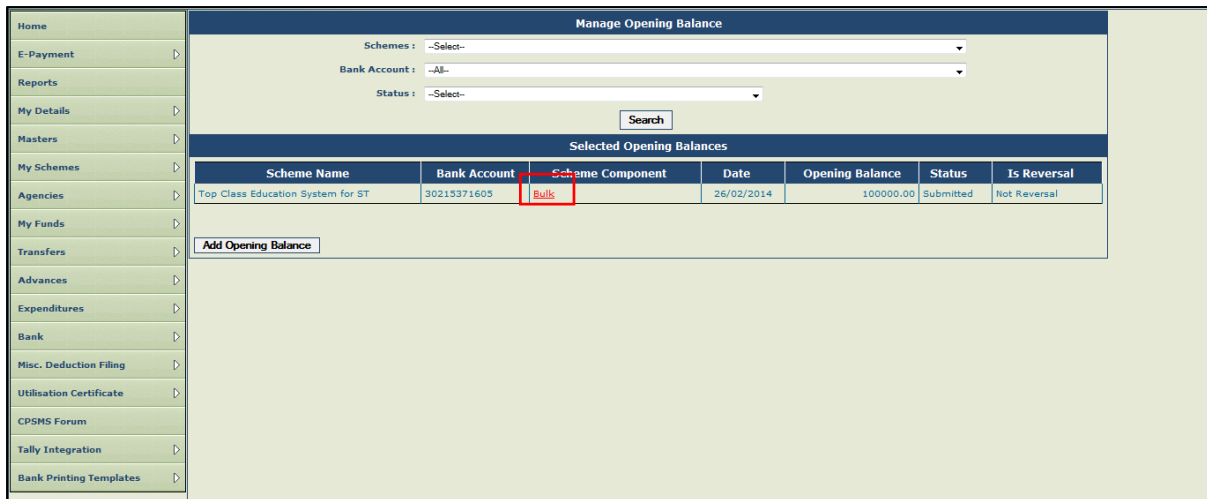 Home
E-Payment
Reports
My Details
Masters
My Schemes
Agencies
My Funds
Transfers
Advances
Expenditures
Bank
Misc. Deduction Filing
Utilisation Certificate
CPSMS Forum
Tally Integration
Bank Printing Templates
Manage Opening Balance
Schemes : --Select--
Bank Account : --All--
Status : --Select--
Search
Selected Opening Balances
Scheme Name Bank Account Scheme Component Date Opening Balance Status Is Reversal
Top Class Education System for ST 30215371605 Bulk 26/02/2014 100000.00 Submitted Not Reversal
Add Opening Balance